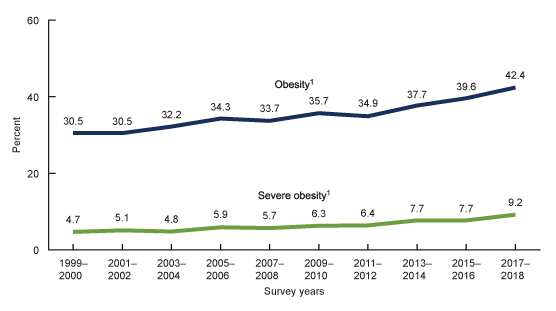 60
40
20
0
Percent
Obesity1
30.5 30.5 32.2 34.3 33.7 35.7 34.9 37.7 39.6 42.4
Severe obesity1
4.7 5.1 4.8 5.9 5.7 6.3 6.4 7.7 7.7 9.2
1999– 2001– 2003– 2005– 2007– 2009– 2011– 2013– 2015– 2017–
2000 2002 2004 2006 2008 2010 2012 2014 2016 2018
Survey years